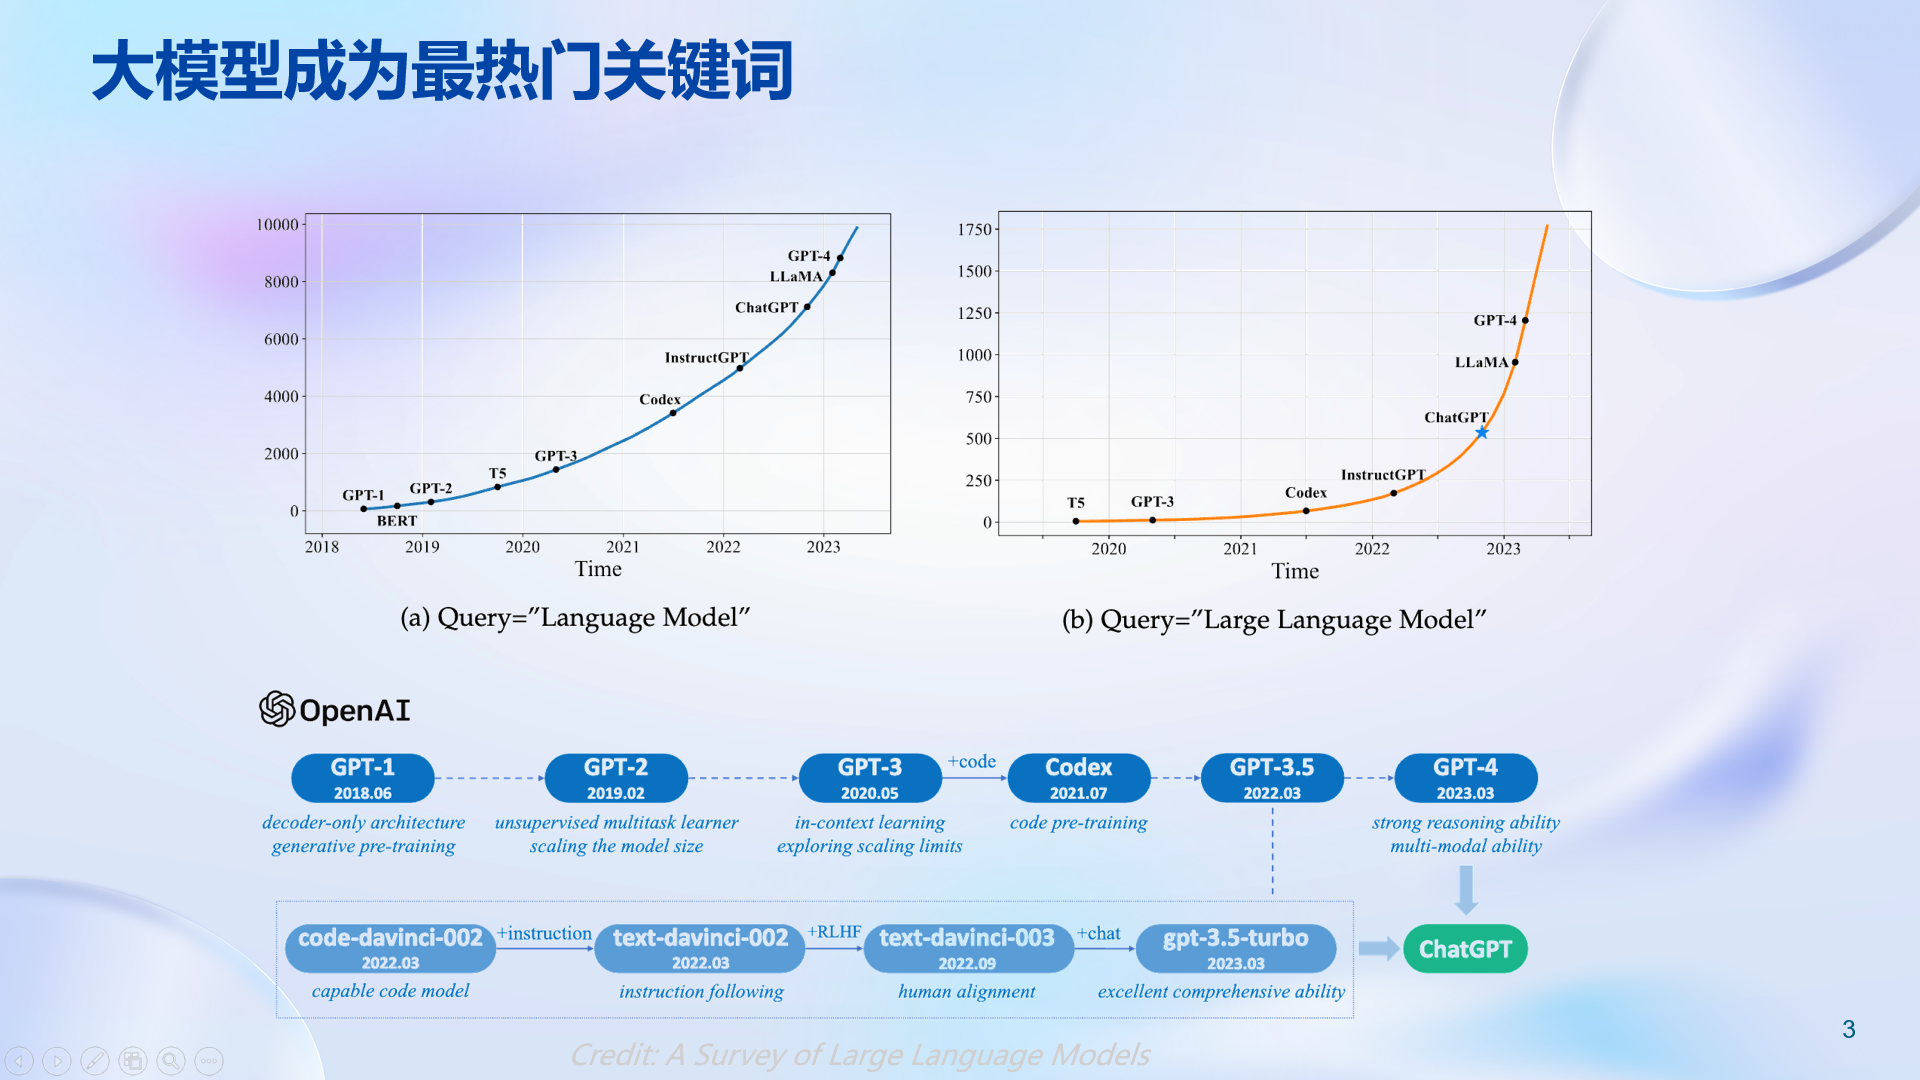 大模型成为最热门关键词
10000
8000
6000
4000
2000
0
GPT-4
LLaMA
ChatGPT
InstructGPT
Codex
GPT-3
T5
GPT-2
GPT-1
BERT
2018 2019 2020 2021 2022 2023
Time
(a) Query=”Language Model”
1750
1500
1250
1000
750
500
250
0
GPT-4
LLaMA
ChatGPT
InstructGPT
Codex
GPT-3
T5
2020 2021 2022 2023
Time
(b) Query=”Large Language Model”
OpenAI
GPT-1
2018.06
decoder-only architecture
generative pre-training
GPT-2
2019.02
unsupervised multitask learner
scaling the model size
GPT-3
2020.05
in-context learning
exploring scaling limits
+code
Codex
2021.07
code pre-training
GPT-3.5
2022.03
GPT-4
2023.03
strong reasoning ability
multi-modal ability
code-davinci-002
2022.03
capable code model
+instruction
text-davinci-002
2022.03
instruction following
+RLHF
text-davinci-003
2022.09
human alignment
+chat
gpt-3.5-turbo
2023.03
excellent comprehensive ability
ChatGPT
Credit: A Survey of Large Language Models
3